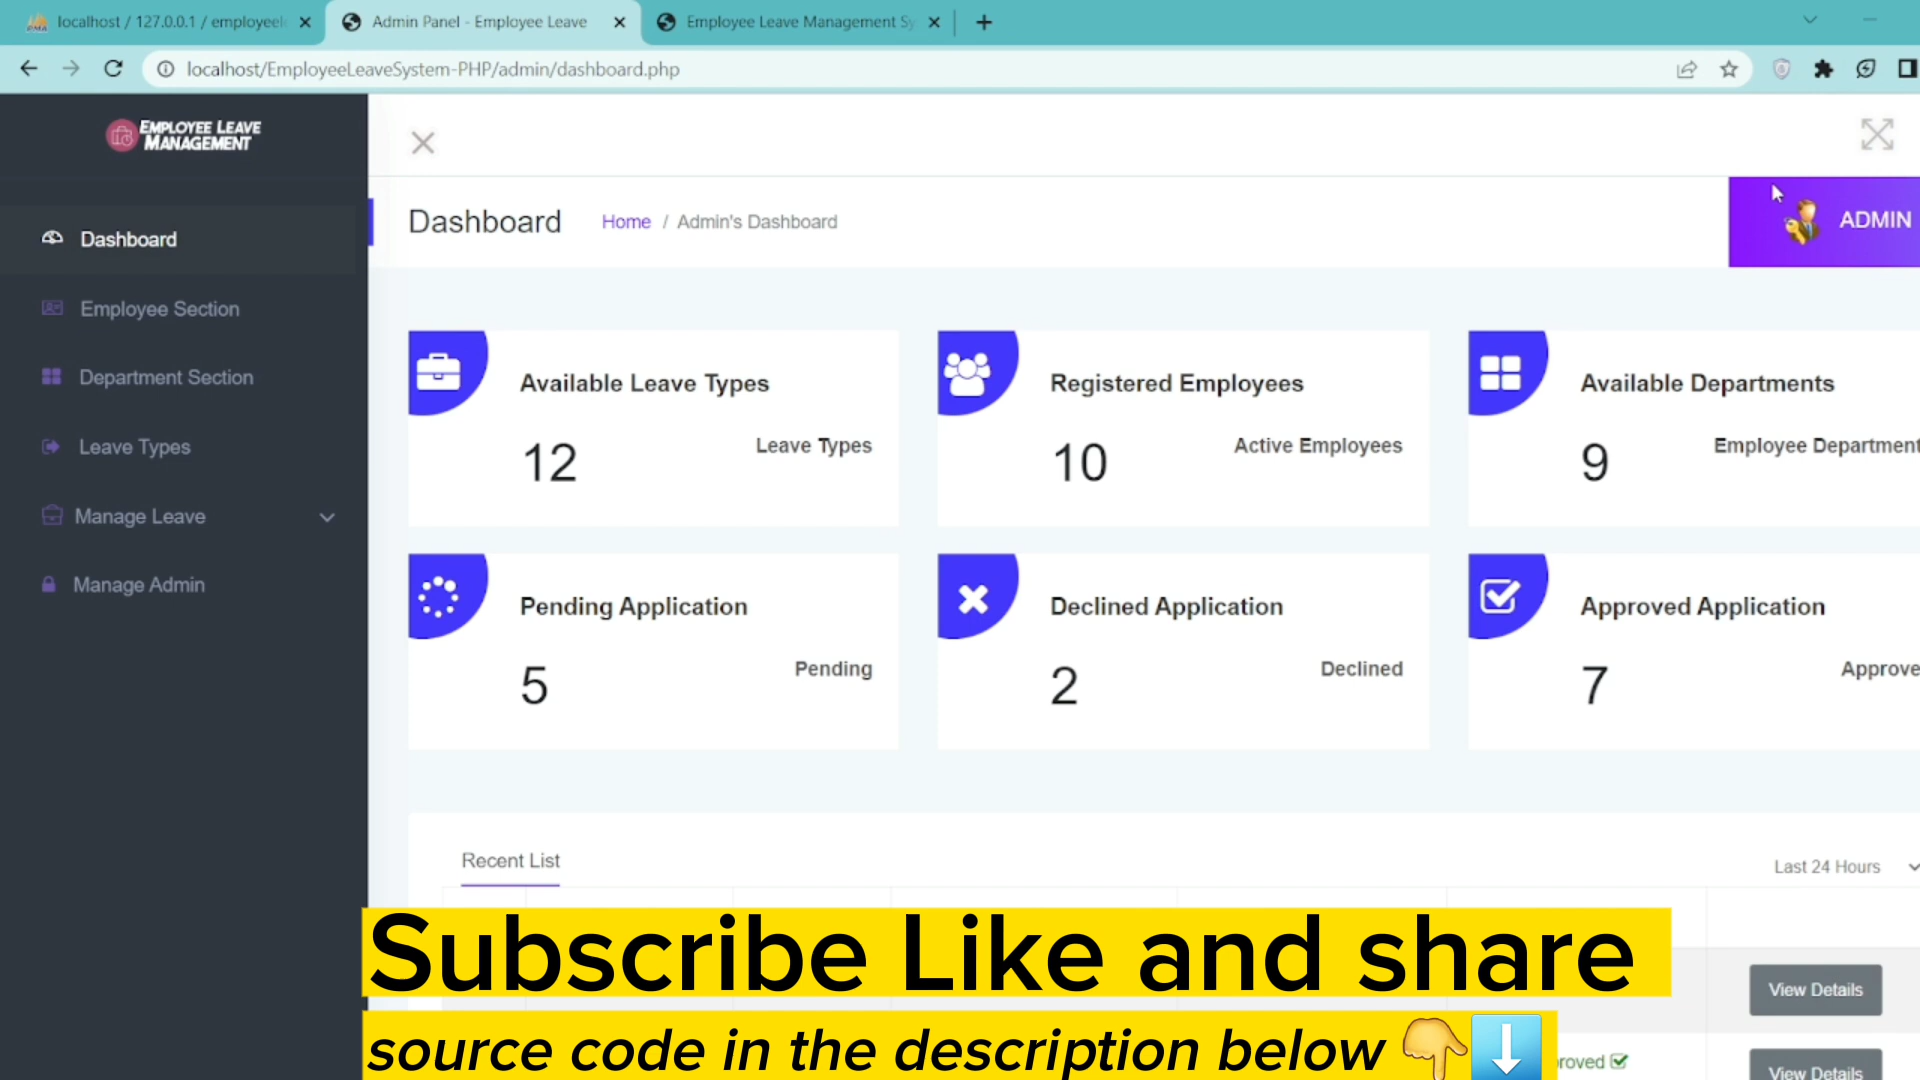 localhost / 127.0.0.1 / employeel
Admin Panel - Employee Leave
Employee Leave Management Sy
localhost/EmployeeLeaveSystem-PHP/admin/dashboard.php
EMPLOYEE LEAVE
MANAGEMENT
Dashboard
Employee Section
Department Section
Leave Types
Manage Leave
Manage Admin
Dashboard
Home / Admin's Dashboard
ADMIN
Available Leave Types
12
Leave Types
Registered Employees
10
Active Employees
Available Departments
9
Employee Department
Pending Application
5
Pending
Declined Application
2
Declined
Approved Application
7
Approve
Recent List
Last 24 Hours
Subscribe Like and share
View Details
source code in the description below
roved
View Details